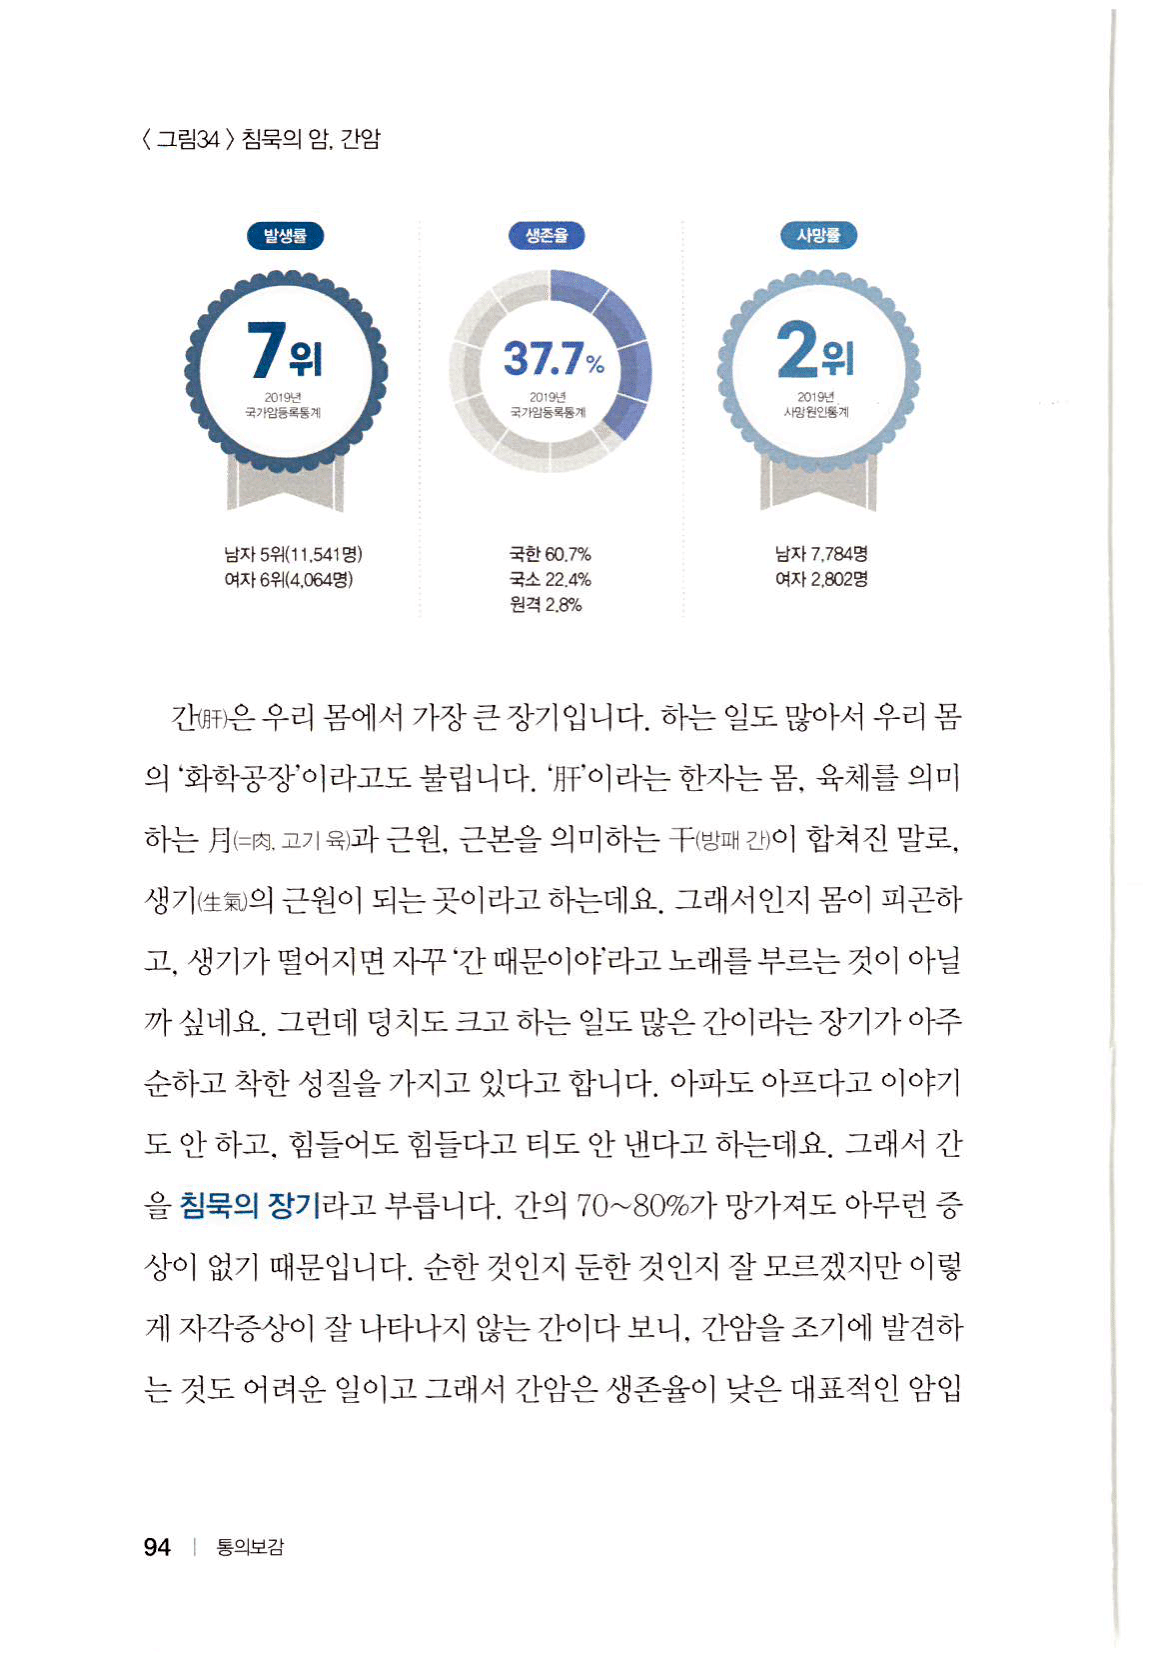 〈 그림34 〉 침묵의 암, 간암
발생률
7위
2019년
국가암등록통계
남자 5위(11,541명)
여자 6위(4,064명)
생존율
37.7%
2019년
국가암등록통계
국한 60.7%
국소 22.4%
원격 2.8%
사망률
2위
2019년
사망원인통계
남자 7,784명
여자 2,802명
간(肝)은 우리 몸에서 가장 큰 장기입니다. 하는 일도 많아서 우리 몸
의 ‘화학공장’이라고도 불립니다. ‘肝’이라는 한자는 몸, 육체를 의미
하는 月(=肉, 고기 육)과 근원, 근본을 의미하는 干(방패 간)이 합쳐진 말로,
생기(生氣)의 근원이 되는 곳이라고 하는데요. 그래서인지 몸이 피곤하
고, 생기가 떨어지면 자꾸 ‘간 때문이야’라고 노래를 부르는 것이 아닐
까 싶네요. 그런데 덩치도 크고 하는 일도 많은 간이라는 장기가 아주
순하고 착한 성질을 가지고 있다고 합니다. 아파도 아프다고 이야기
도 안 하고, 힘들어도 힘들다고 티도 안 낸다고 하는데요. 그래서 간
을 침묵의 장기라고 부릅니다. 간의 70~80%가 망가져도 아무런 증
상이 없기 때문입니다. 순한 것인지 둔한 것인지 잘 모르겠지만 이렇
게 자각증상이 잘 나타나지 않는 간이다 보니, 간암을 조기에 발견하
는 것도 어려운 일이고 그래서 간암은 생존율이 낮은 대표적인 암입
94 | 통의보감